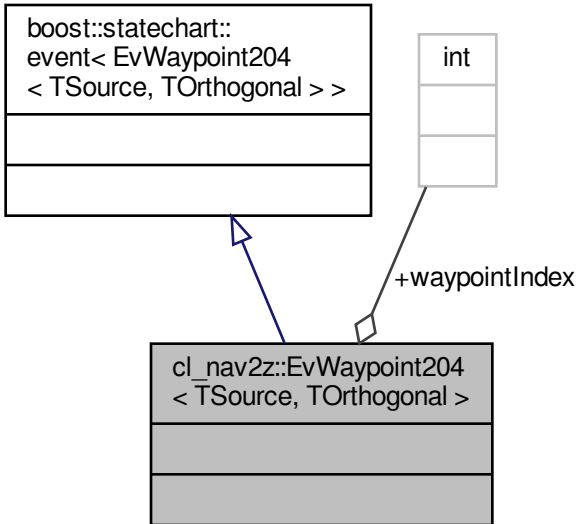 boost::statechart::
event< EvWaypoint204
< TSource, TOrthogonal > >
int
+waypointIndex
cl_nav2z::EvWaypoint204
< TSource, TOrthogonal >